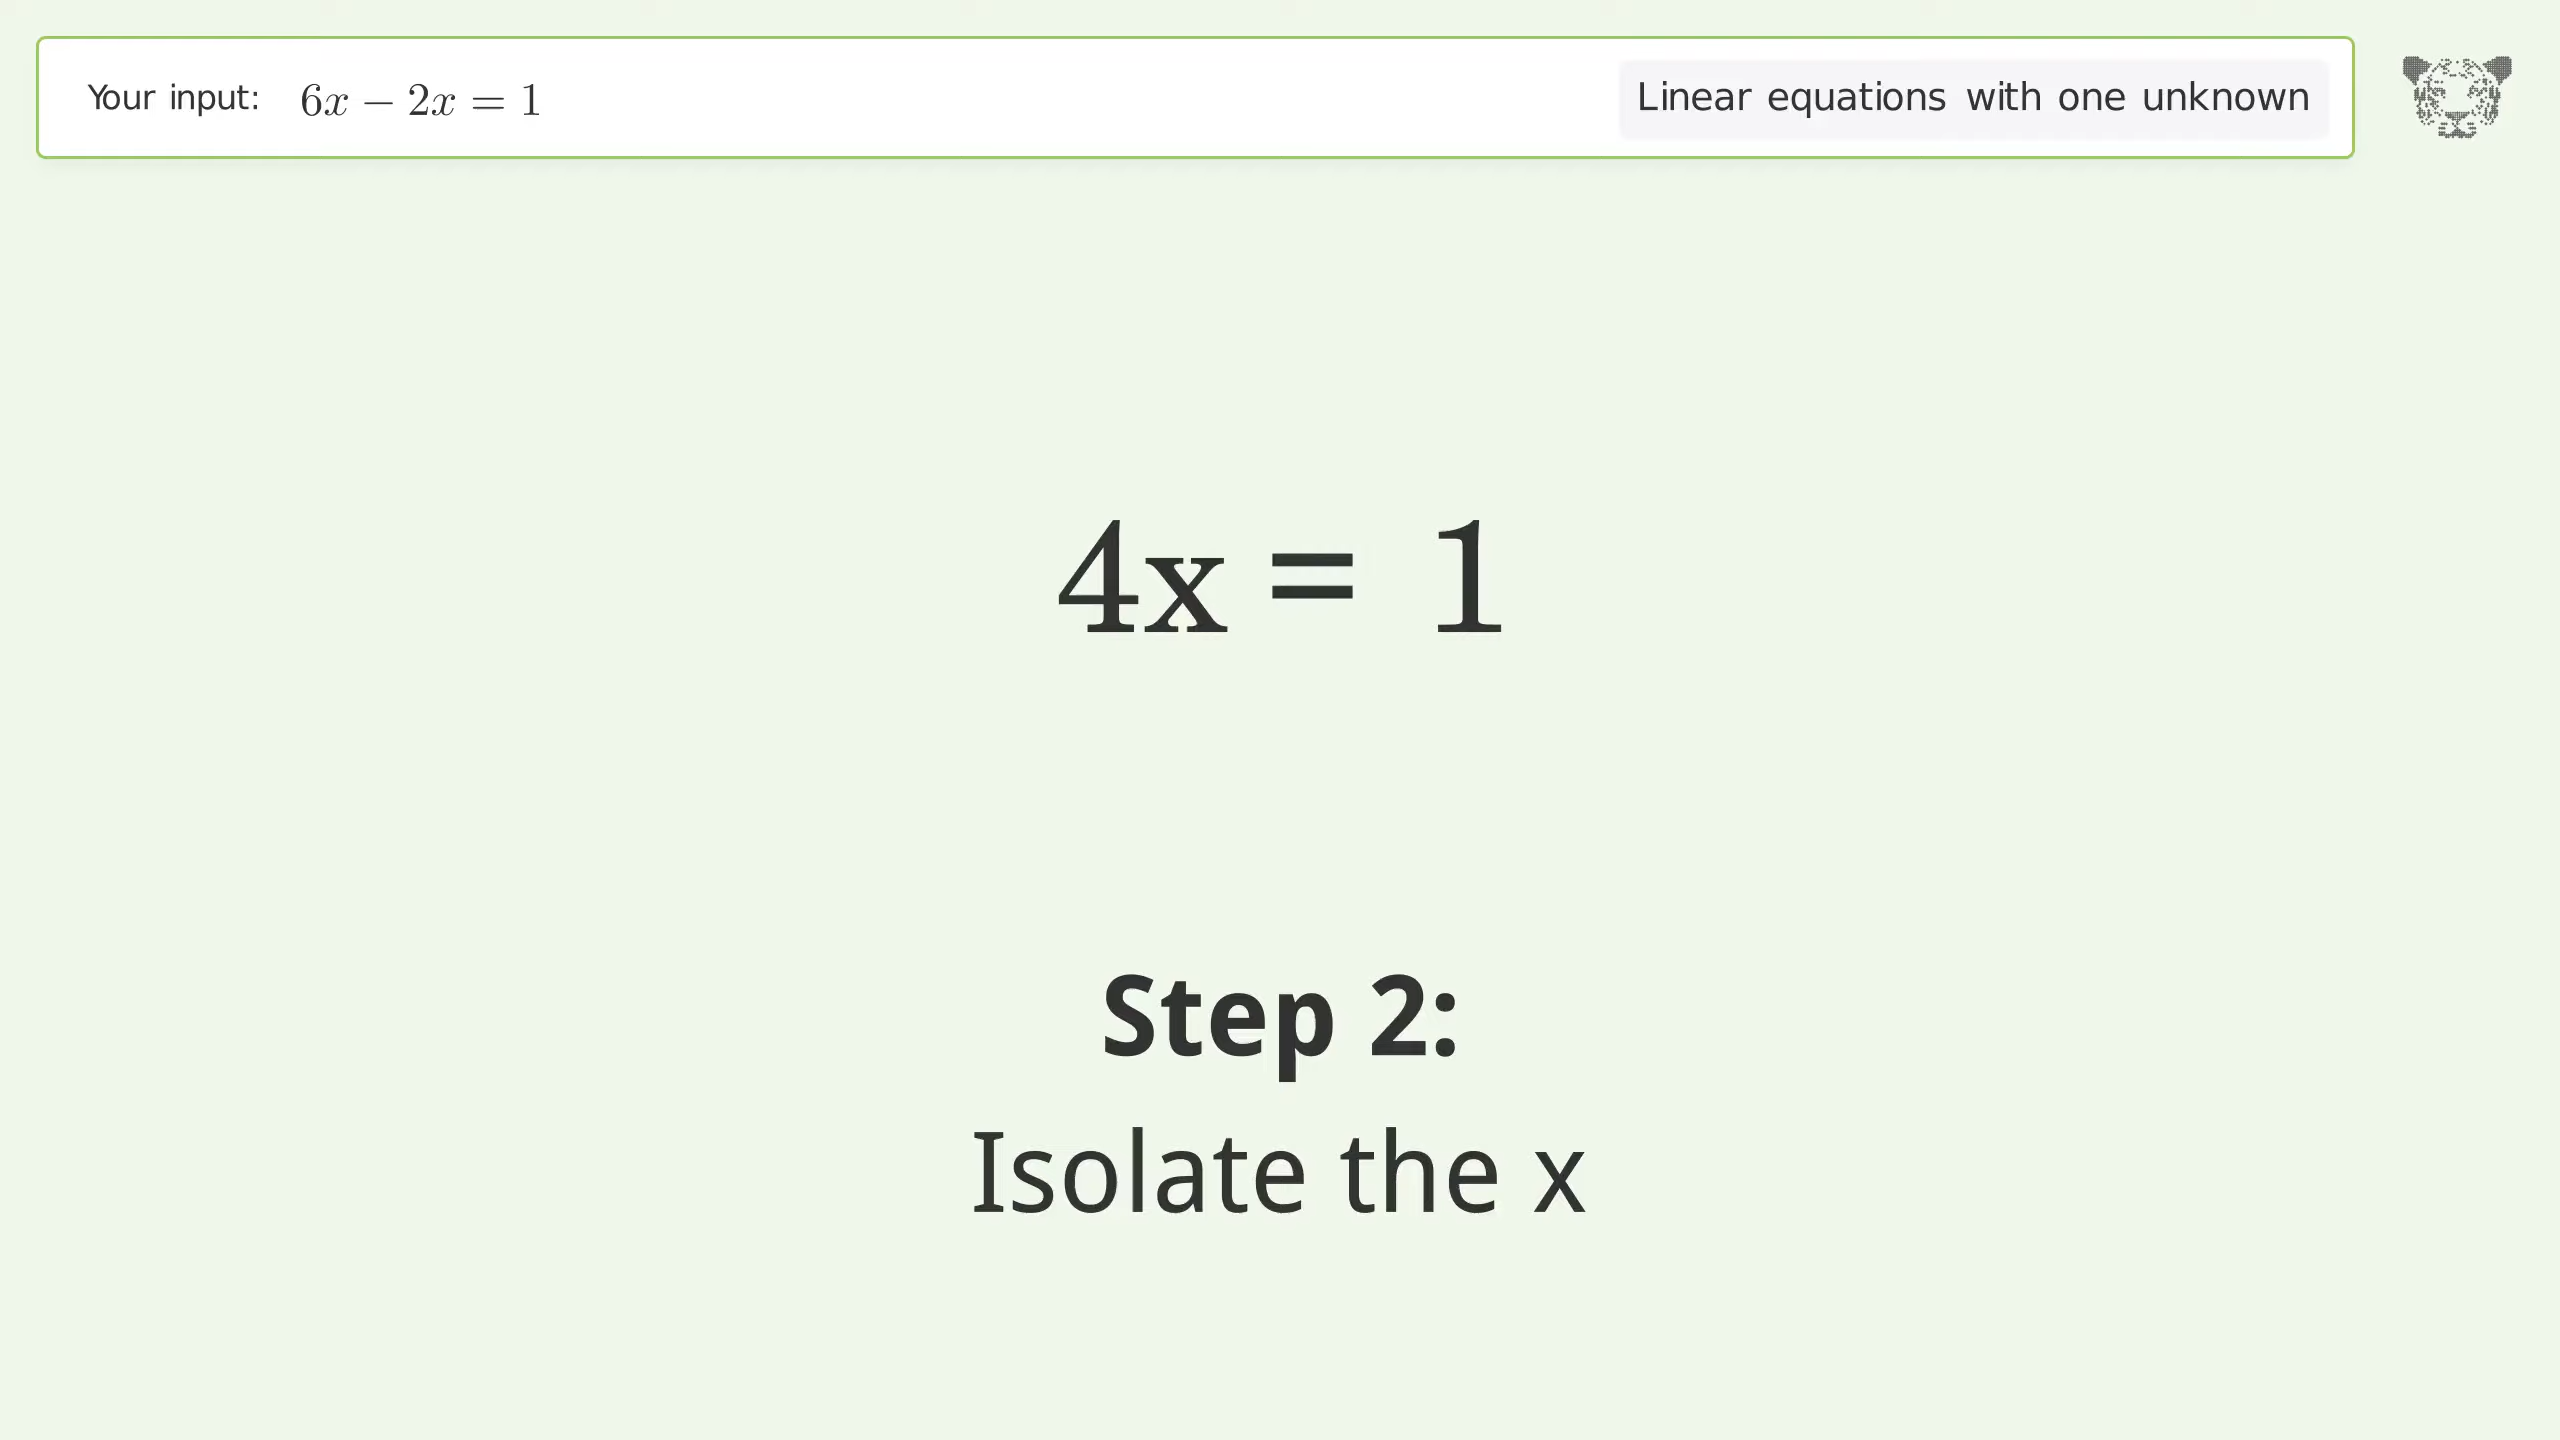 Your input: 6x − 2x = 1
Linear equations with one unknown
4x = 1
Step 2:
Isolate the x